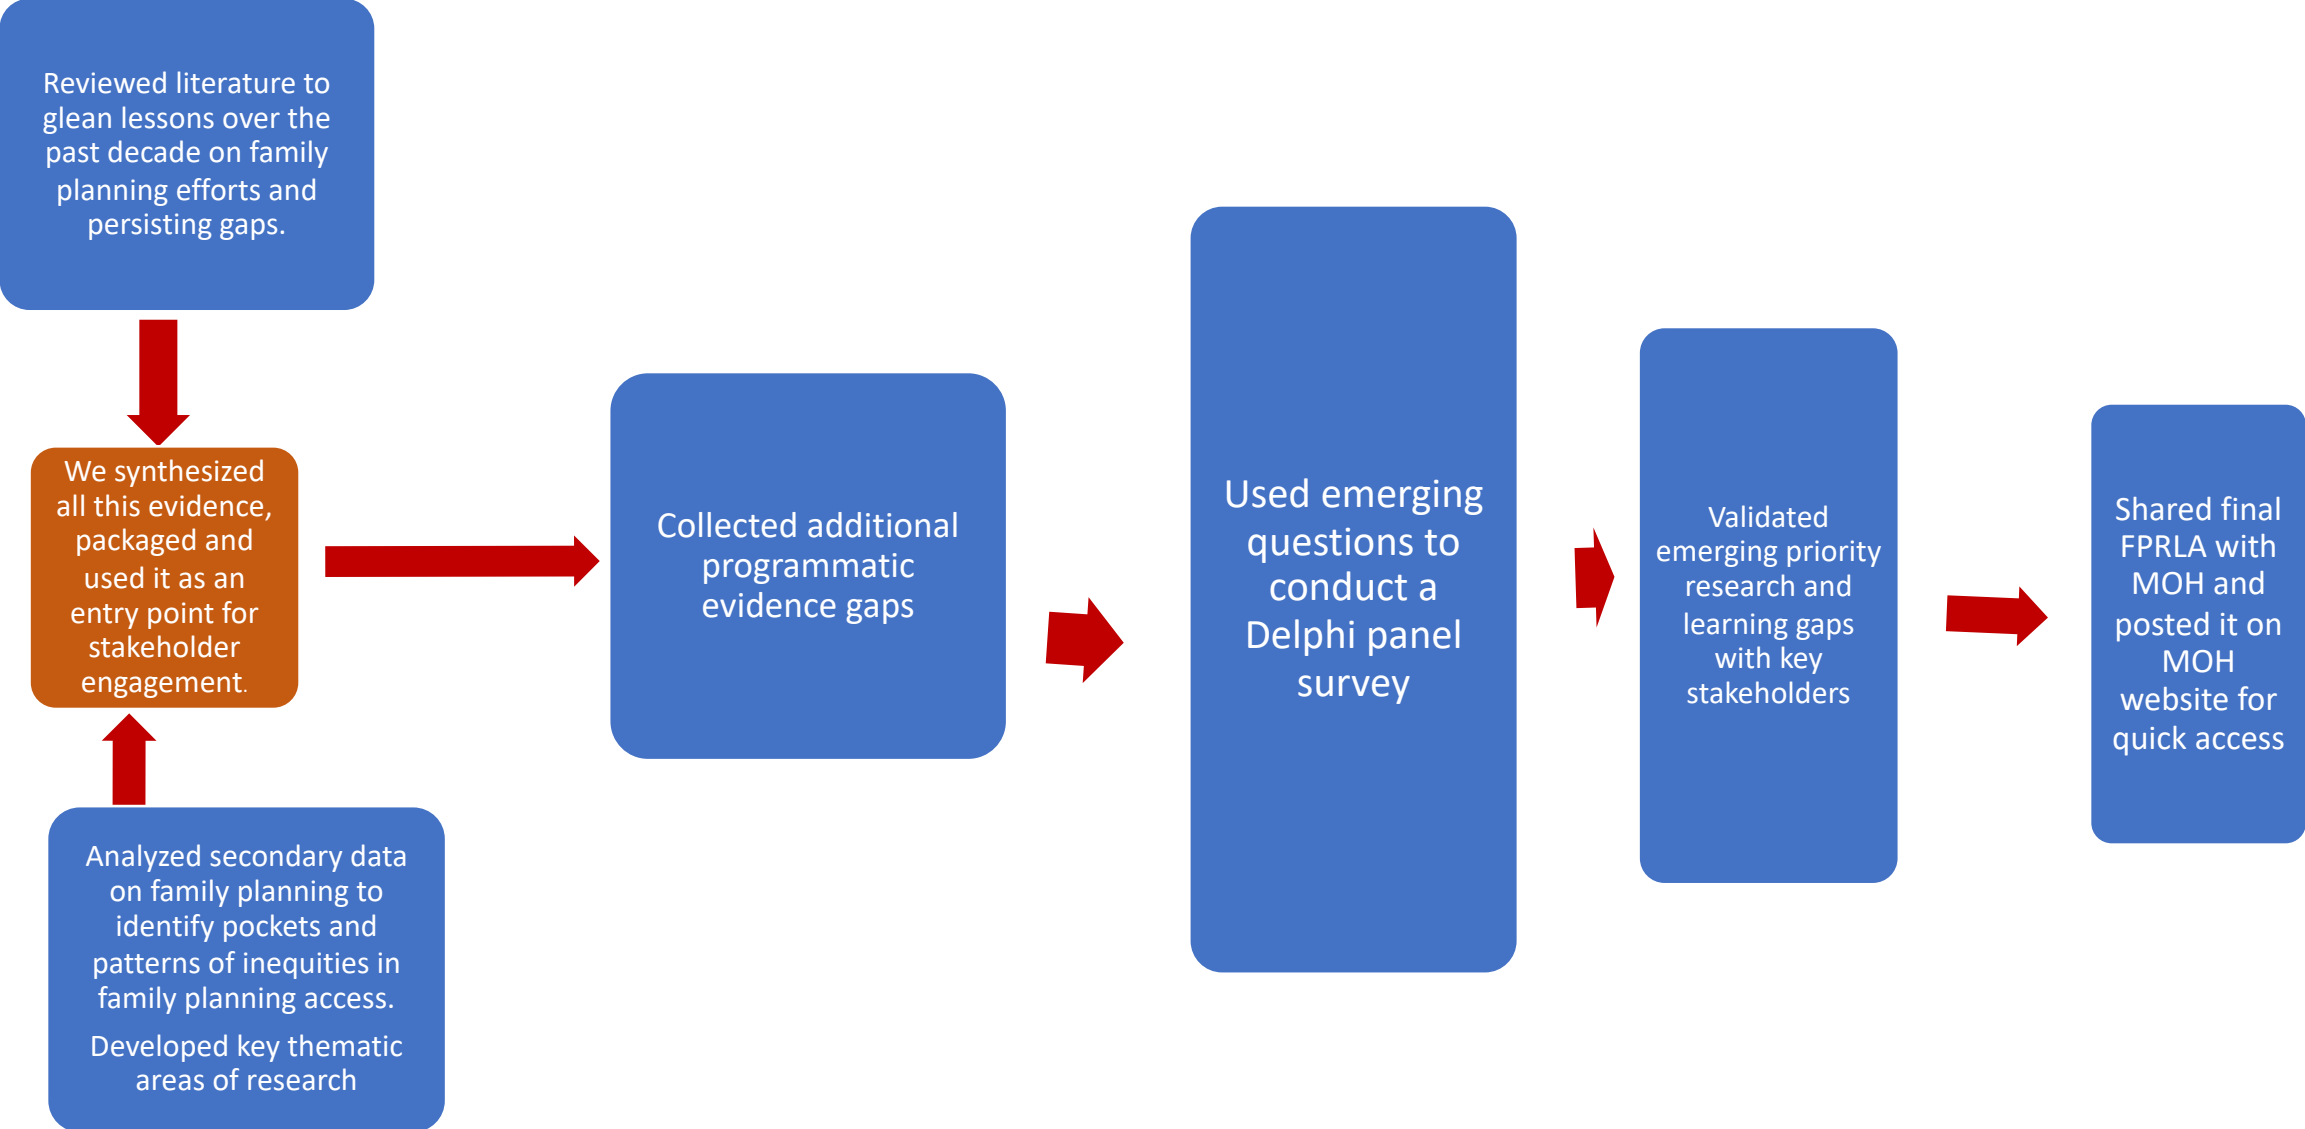 Reviewed literature to
glean lessons over the
past decade on family
planning efforts and
persisting gaps.
We synthesized
all this evidence,
packaged and
used it as an
entry point for
stakeholder
engagement.
Analyzed secondary data
on family planning to
identify pockets and
patterns of inequities in
family planning access.
Developed key thematic
areas of research
Collected additional
programmatic
evidence gaps
Used emerging
questions to
conduct a
Delphi panel
survey
Validated
emerging priority
research and
learning gaps
with key
stakeholders
Shared final
FPRLA with
MOH and
posted it on
MOH
website for
quick access